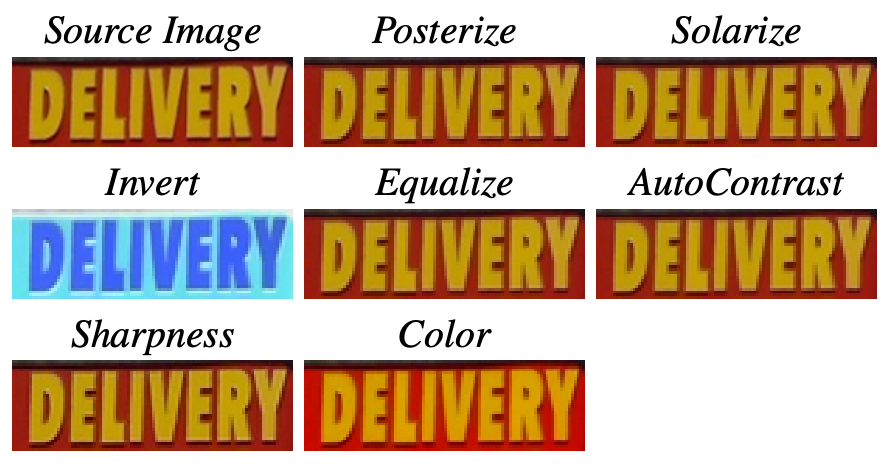 Source Image Posterize Solarize
DELIVERY DELIVERY DELIVERY
Invert Equalize AutoContrast
DELIVERY DELIVERY DELIVERY
Sharpness Color
DELIVERY DELIVERY